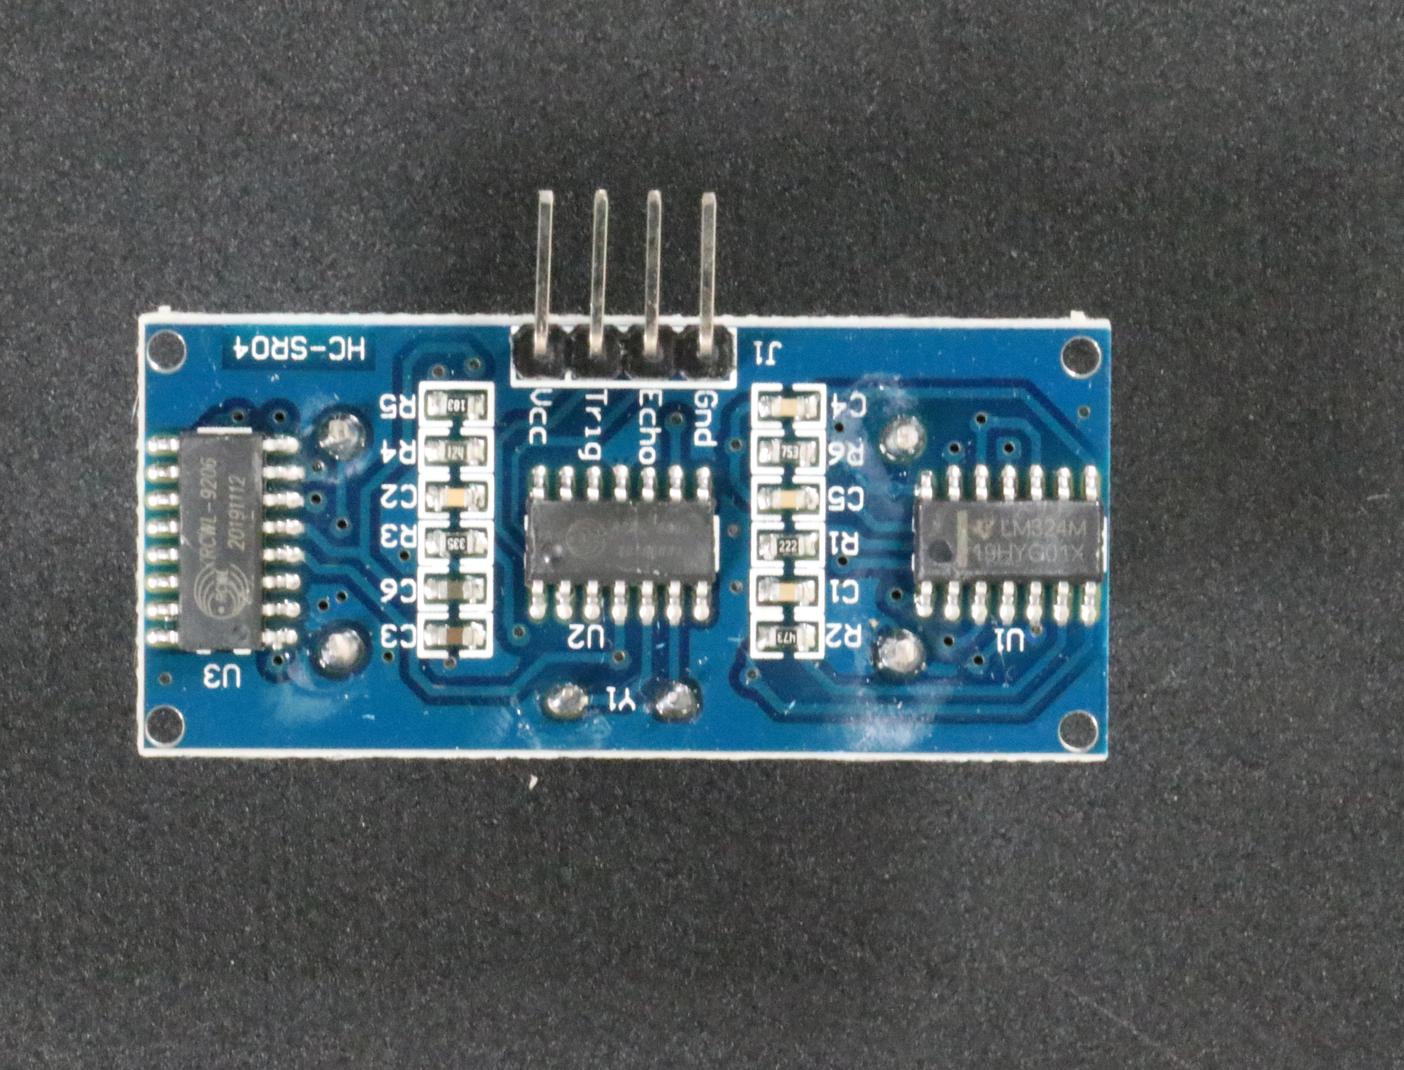 HC-SR04
J1
Vcc
Trig
Echo
Gnd
R5
R4
C2
R3
C6
C3
C4
R6
C5
R1
C1
R2
183
124
335
753
222
473
RCWL-9206
20191112
LM324M
19HYG01X
U3
U2
U1
Y1